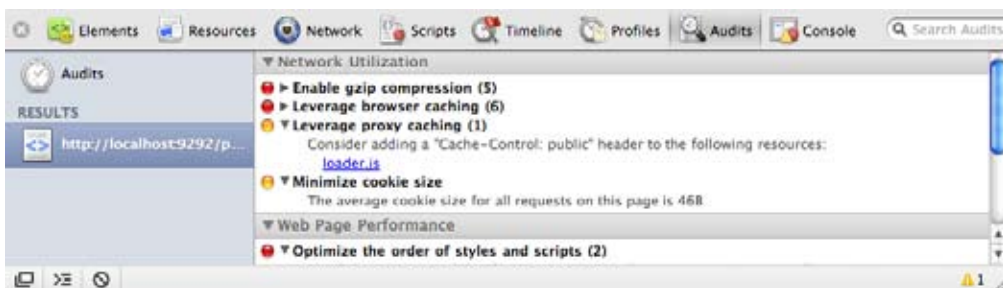 Elements Resources Network Scripts Timeline Profiles Audits Console Search Audits
Audits
RESULTS
http://localhost:9292/p...
Network Utilization
Enable gzip compression (5)
Leverage browser caching (6)
Leverage proxy caching (1)
Consider adding a "Cache-Control: public" header to the following resources:
loader.js
Minimize cookie size
The average cookie size for all requests on this page is 46B
Web Page Performance
Optimize the order of styles and scripts (2)
1